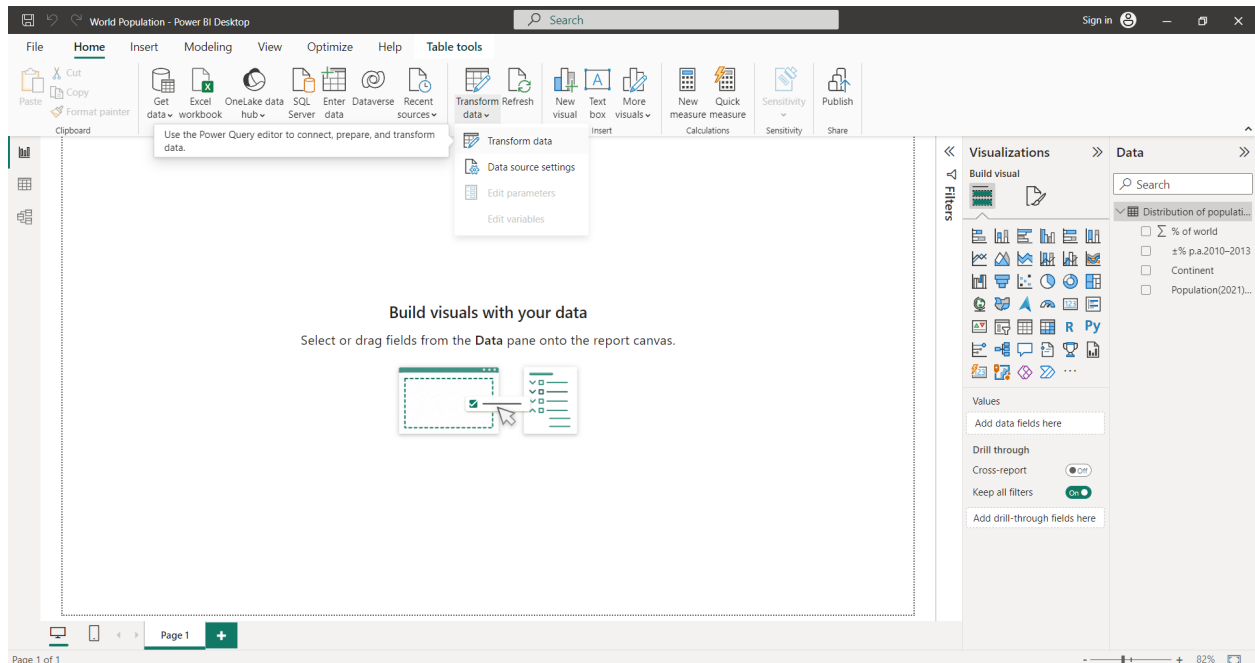 World Population - Power BI Desktop
Search
Sign in
File Home Insert Modeling View Optimize Help Table tools
Paste
Cut
Copy
Format painter
Clipboard
Get data
Excel workbook
OneLake data hub
SQL Server
Enter data
Dataverse
Recent sources
Transform data
Refresh
New visual
A
Text box
More visuals
Insert
New measure
Quick measure
Calculations
Sensitivity
Sensitivity
Publish
Share
Use the Power Query editor to connect, prepare, and transform
data.
Transform data
Data source settings
Edit parameters
Edit variables
Build visuals with your data
Select or drag fields from the Data pane onto the report canvas.
Filters
Visualizations
Build visual
123
R Py
Values
Add data fields here
Drill through
Cross-report
Off
Keep all filters
On
Add drill-through fields here
Data
Search
Distribution of populati...
∑ % of world
±% p.a.2010–2013
Continent
Population(2021)...
Page 1
+
Page 1 of 1
- + 82%